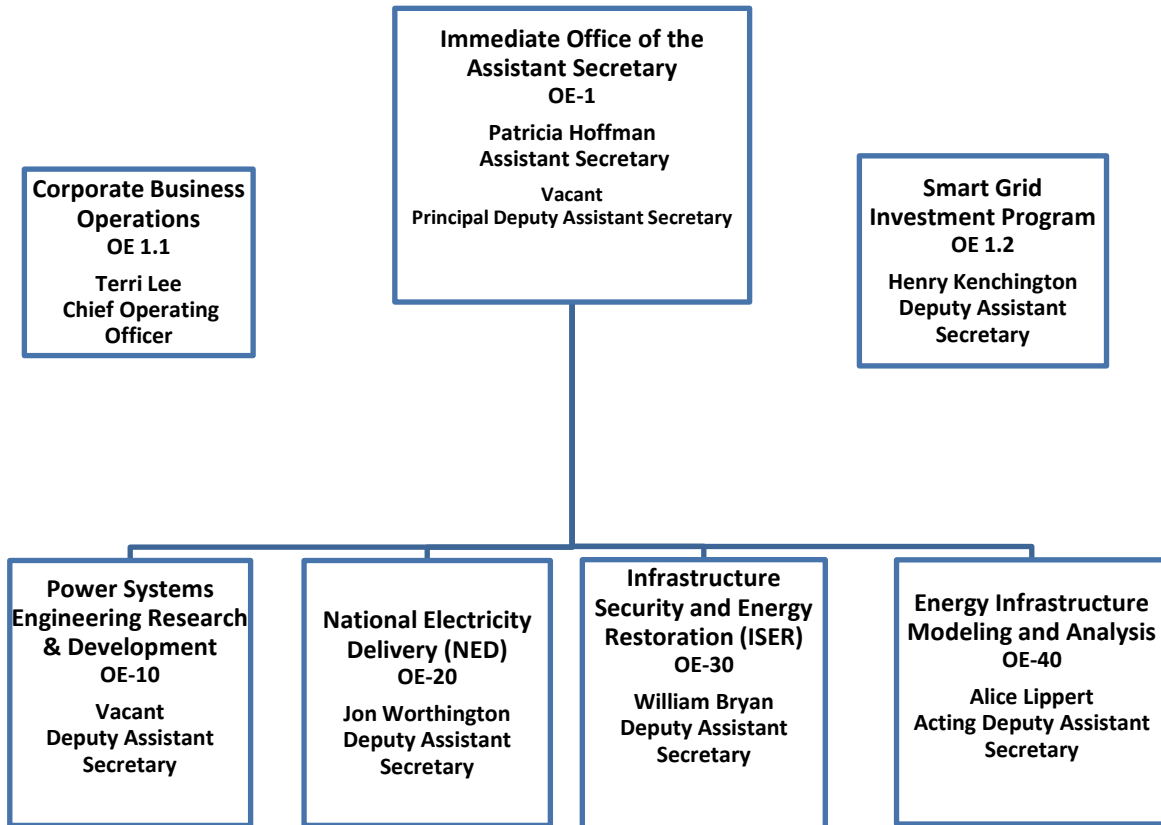 Immediate Office of the
Assistant Secretary
OE-1
Patricia Hoffman
Assistant Secretary
Vacant
Principal Deputy Assistant Secretary
Corporate Business
Operations
OE 1.1
Terri Lee
Chief Operating
Officer
Smart Grid
Investment Program
OE 1.2
Henry Kenchington
Deputy Assistant
Secretary
Power Systems
Engineering Research
& Development
OE-10
Vacant
Deputy Assistant
Secretary
National Electricity
Delivery (NED)
OE-20
Jon Worthington
Deputy Assistant
Secretary
Infrastructure
Security and Energy
Restoration (ISER)
OE-30
William Bryan
Deputy Assistant
Secretary
Energy Infrastructure
Modeling and Analysis
OE-40
Alice Lippert
Acting Deputy Assistant
Secretary